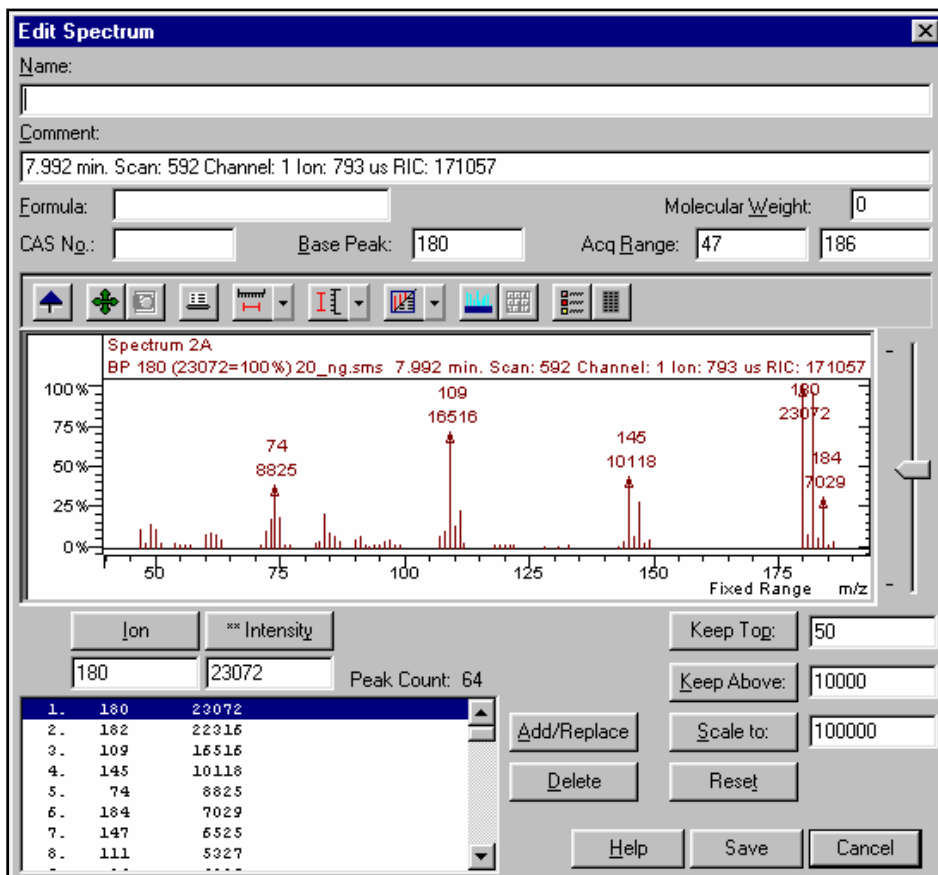 Edit Spectrum
Name:
Comment:
7.992 min. Scan: 592 Channel: 1 Ion: 793 us RIC: 171057
Formula:
Molecular Weight: 0
CAS No.: Base Peak: 180 Acq Range: 47 186
Spectrum 2A
BP 180 (23072=100%) 20_ng.sms 7.992 min. Scan: 592 Channel: 1 Ion: 793 us RIC: 171057
100%
75%
50%
25%
0%
74
8825
109
16516
145
10118
180
23072
184
7029
50 75 100 125 150 175
Fixed Range m/z
Ion ** Intensity
180 23072 Peak Count: 64
1. 180 23072
2. 182 22316
3. 109 16516
4. 145 10118
5. 74 8825
6. 184 7029
7. 147 6525
8. 111 5327
Add/Replace
Delete
Keep Top: 50
Keep Above: 10000
Scale to: 100000
Reset
Help Save Cancel